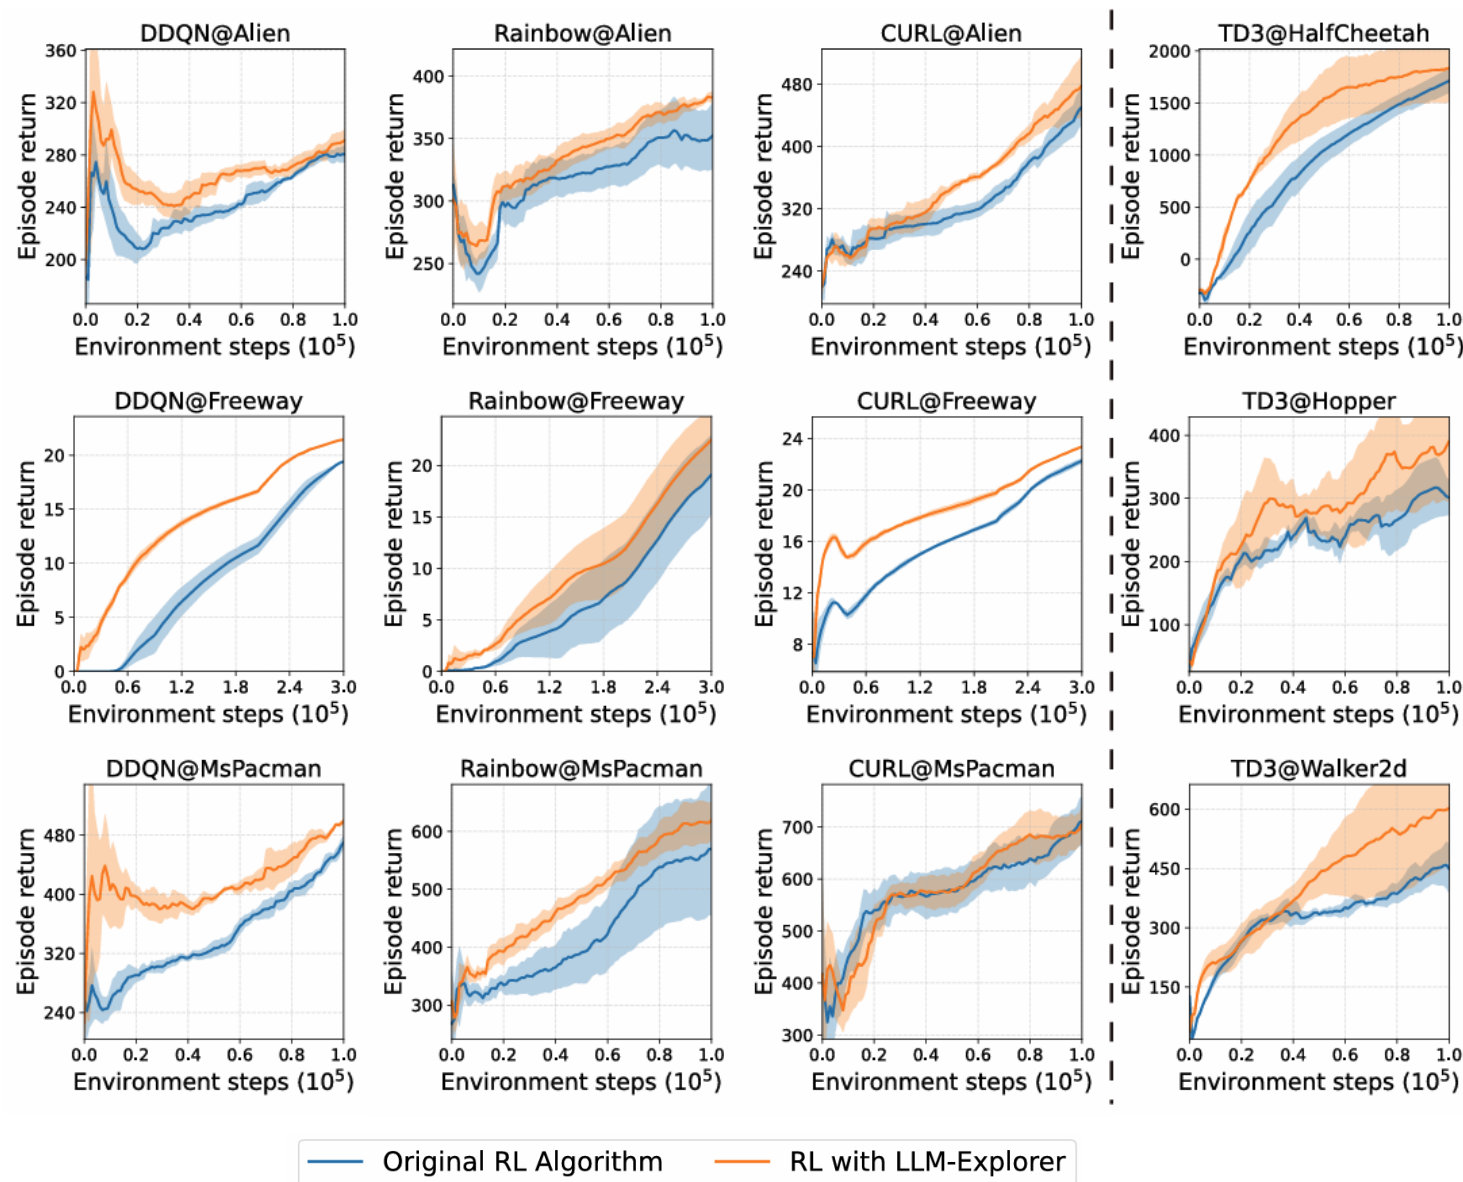 DDQN@Alien
Episode return
360
320
280
240
200
0.0 0.2 0.4 0.6 0.8 1.0
Environment steps (10⁵)
Rainbow@Alien
Episode return
400
350
300
250
0.0 0.2 0.4 0.6 0.8 1.0
Environment steps (10⁵)
CURL@Alien
Episode return
480
400
320
240
0.0 0.2 0.4 0.6 0.8 1.0
Environment steps (10⁵)
TD3@HalfCheetah
Episode return
2000
1500
1000
500
0
0.0 0.2 0.4 0.6 0.8 1.0
Environment steps (10⁵)
DDQN@Freeway
Episode return
20
15
10
5
0
0.0 0.6 1.2 1.8 2.4 3.0
Environment steps (10⁵)
Rainbow@Freeway
Episode return
20
15
10
5
0
0.0 0.6 1.2 1.8 2.4 3.0
Environment steps (10⁵)
CURL@Freeway
Episode return
24
20
16
12
8
0.0 0.6 1.2 1.8 2.4 3.0
Environment steps (10⁵)
TD3@Hopper
Episode return
400
300
200
100
0.0 0.2 0.4 0.6 0.8 1.0
Environment steps (10⁵)
DDQN@MsPacman
Episode return
480
400
320
240
0.0 0.2 0.4 0.6 0.8 1.0
Environment steps (10⁵)
Rainbow@MsPacman
Episode return
600
500
400
300
0.0 0.2 0.4 0.6 0.8 1.0
Environment steps (10⁵)
CURL@MsPacman
Episode return
700
600
500
400
300
0.0 0.2 0.4 0.6 0.8 1.0
Environment steps (10⁵)
TD3@Walker2d
Episode return
600
450
300
150
0.0 0.2 0.4 0.6 0.8 1.0
Environment steps (10⁵)
Original RL Algorithm
RL with LLM-Explorer